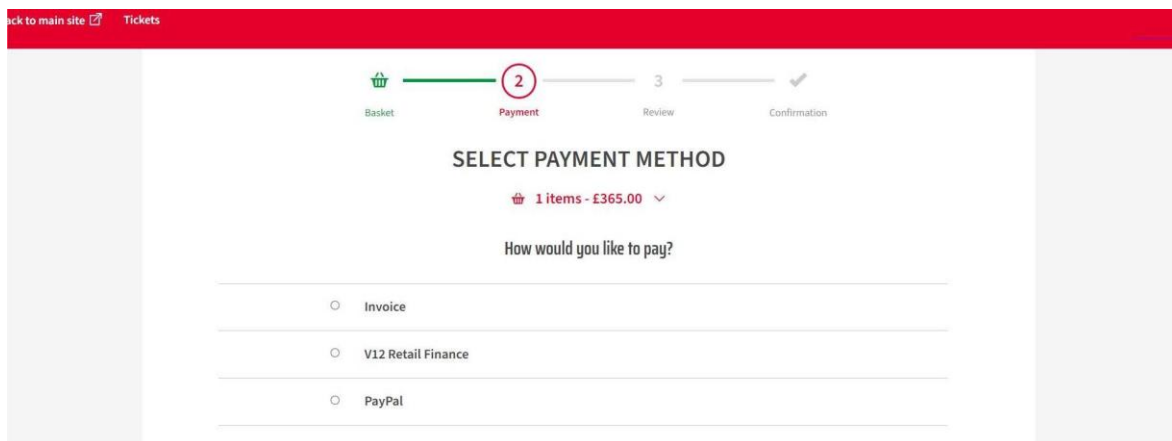 to main site Tickets
2 3
Basket Payment Review Confirmation
SELECT PAYMENT METHOD
1 items - £365.00
How would you like to pay?
Invoice
V12 Retail Finance
PayPal